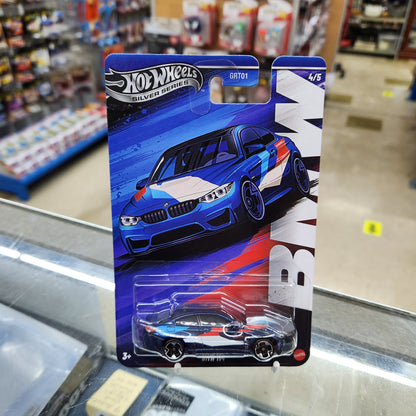 HOT WHEELS
SILVER SERIES
GRT01
4/5
BMW
3+